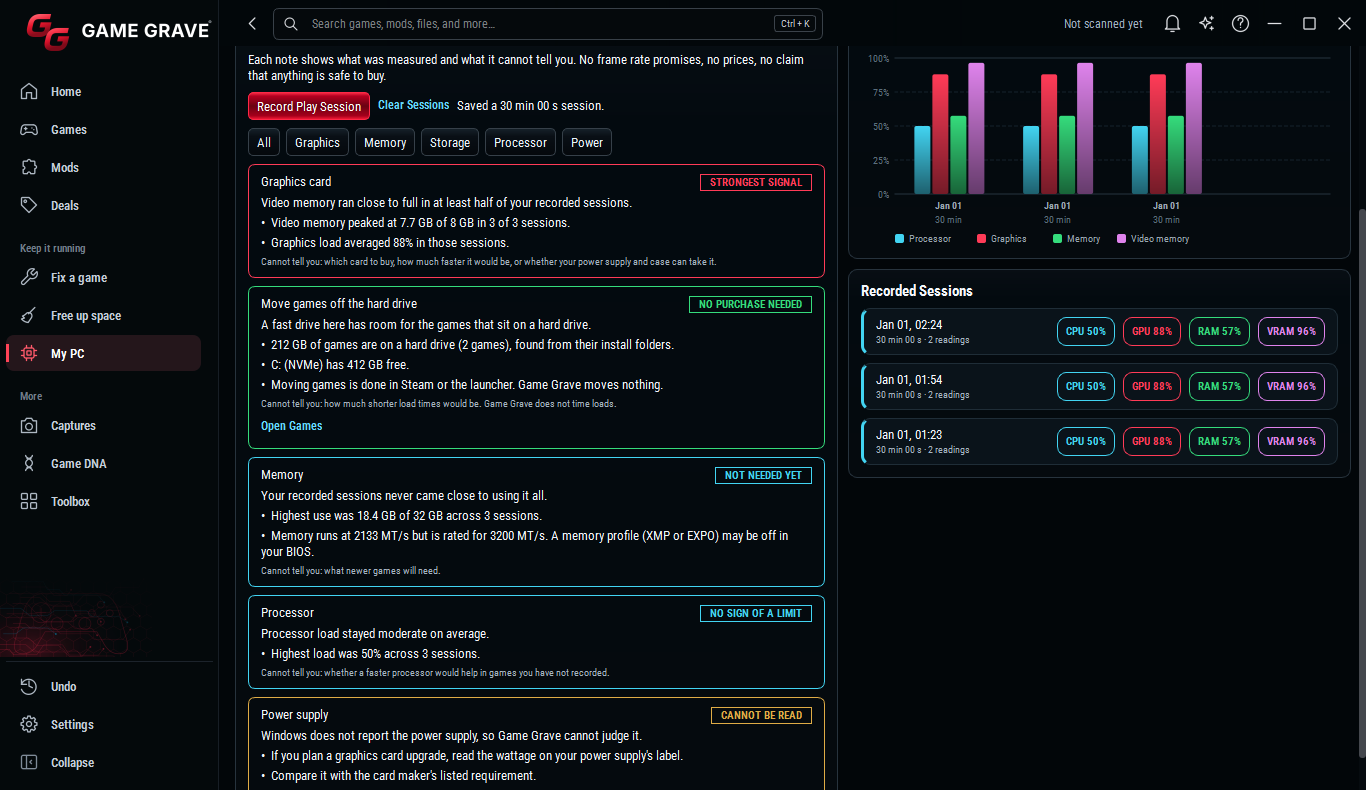 GAME GRAVE
Search games, mods, files, and more...
Ctrl + K
Not scanned yet
Home
Games
Mods
Deals
Keep it running
Fix a game
Free up space
My PC
More
Captures
Game DNA
Toolbox
Undo
Settings
Collapse
Each note shows what was measured and what it cannot tell you. No frame rate promises, no prices, no claim
that anything is safe to buy.
Record Play Session
Clear Sessions
Saved a 30 min 00 s session.
All
Graphics
Memory
Storage
Processor
Power
Graphics card
STRONGEST SIGNAL
Video memory ran close to full in at least half of your recorded sessions.
• Video memory peaked at 7.7 GB of 8 GB in 3 of 3 sessions.
• Graphics load averaged 88% in those sessions.
Cannot tell you: which card to buy, how much faster it would be, or whether your power supply and case can take it.
Move games off the hard drive
NO PURCHASE NEEDED
A fast drive here has room for the games that sit on a hard drive.
• 212 GB of games are on a hard drive (2 games), found from their install folders.
• C: (NVMe) has 412 GB free.
• Moving games is done in Steam or the launcher. Game Grave moves nothing.
Cannot tell you: how much shorter load times would be. Game Grave does not time loads.
Open Games
Memory
NOT NEEDED YET
Your recorded sessions never came close to using it all.
• Highest use was 18.4 GB of 32 GB across 3 sessions.
• Memory runs at 2133 MT/s but is rated for 3200 MT/s. A memory profile (XMP or EXPO) may be off in
your BIOS.
Cannot tell you: what newer games will need.
Processor
NO SIGN OF A LIMIT
Processor load stayed moderate on average.
• Highest load was 50% across 3 sessions.
Cannot tell you: whether a faster processor would help in games you have not recorded.
Power supply
CANNOT BE READ
Windows does not report the power supply, so Game Grave cannot judge it.
• If you plan a graphics card upgrade, read the wattage on your power supply's label.
• Compare it with the card maker's listed requirement.
100%
75%
50%
25%
0%
Jan 01
30 min
Jan 01
30 min
Jan 01
30 min
Processor
Graphics
Memory
Video memory
Recorded Sessions
Jan 01, 02:24
30 min 00 s · 2 readings
CPU 50%
GPU 88%
RAM 57%
VRAM 96%
Jan 01, 01:54
30 min 00 s · 2 readings
CPU 50%
GPU 88%
RAM 57%
VRAM 96%
Jan 01, 01:23
30 min 00 s · 2 readings
CPU 50%
GPU 88%
RAM 57%
VRAM 96%